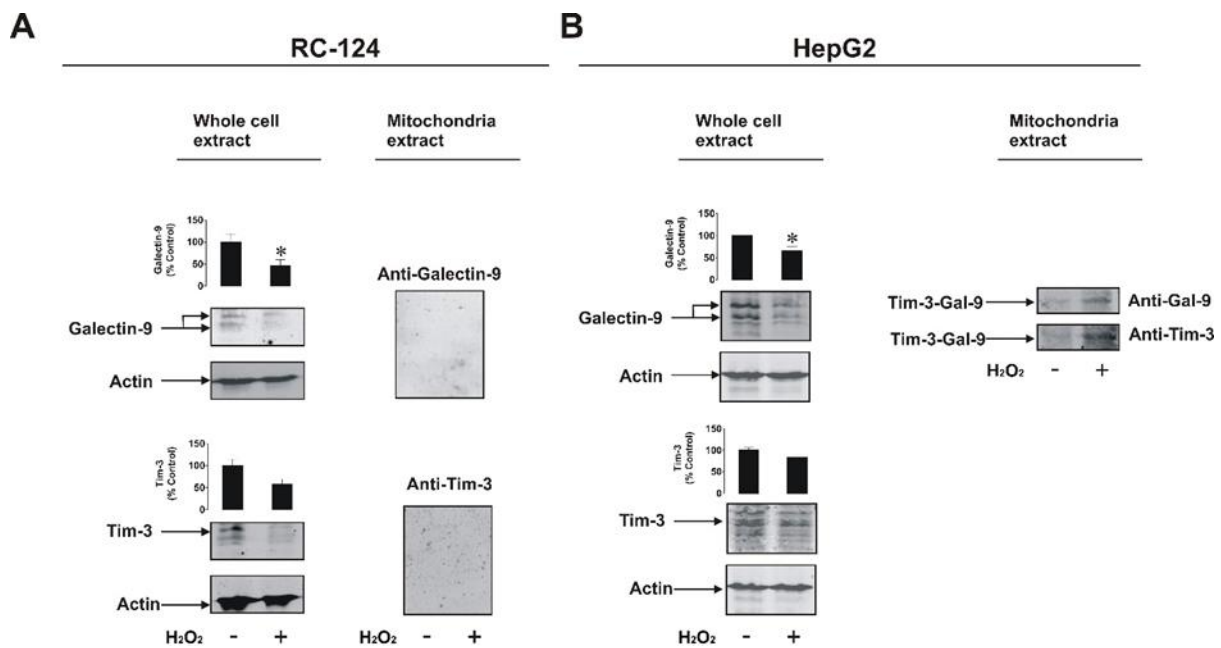 A
RC-124
Whole cell
extract
Mitochondria
extract
Galectin-9
(% Control)
150
100
50
0
*
Galectin-9
Actin
Anti-Galectin-9
Tim-3
(% Control)
150
100
50
0
Tim-3
Actin
Anti-Tim-3
H₂O₂ - + - +
B
HepG2
Whole cell
extract
Mitochondria
extract
Galectin-9
(% Control)
150
100
50
0
*
Galectin-9
Actin
Tim-3-Gal-9 Anti-Gal-9
Tim-3-Gal-9 Anti-Tim-3
H₂O₂ - +
Tim-3
(% Control)
150
100
50
0
Tim-3
Actin
H₂O₂ - +